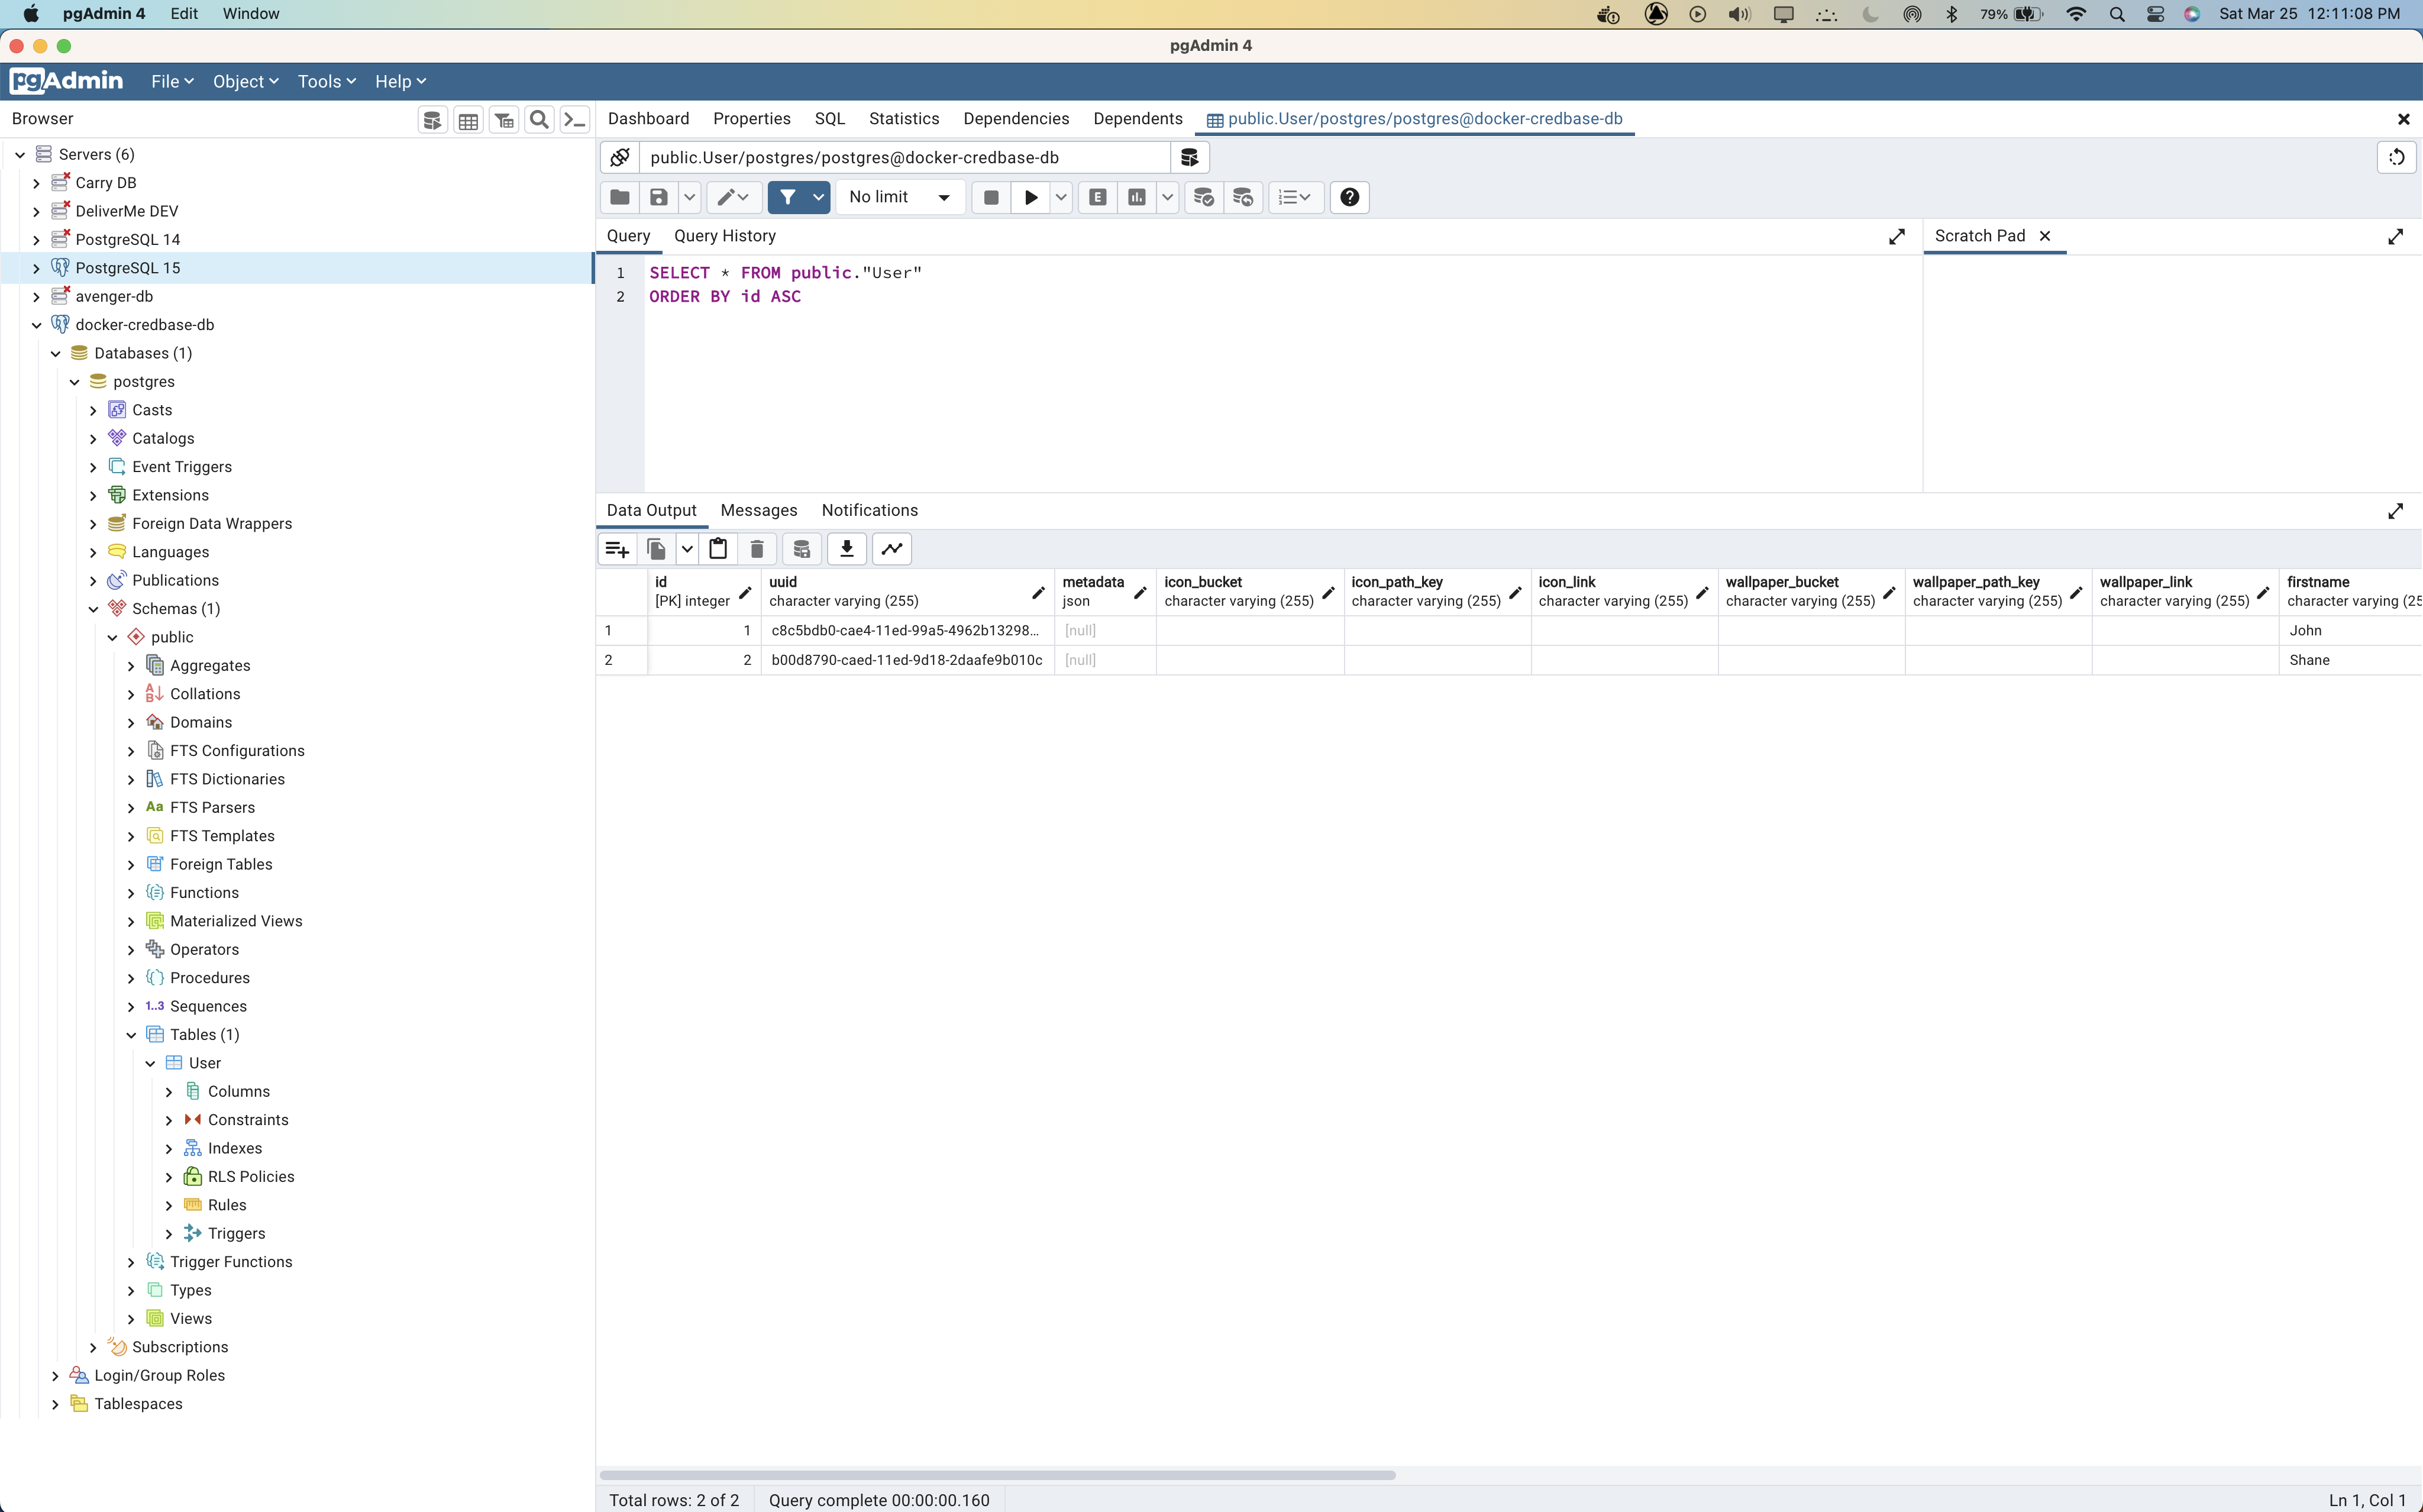 pgAdmin 4 Edit Window 79% Sat Mar 25 12:11:08 PM
pgAdmin 4
pgAdmin File Object Tools Help
Browser
Servers (6)
Carry DB
DeliverMe DEV
PostgreSQL 14
PostgreSQL 15
avenger-db
docker-credbase-db
Databases (1)
postgres
Casts
Catalogs
Event Triggers
Extensions
Foreign Data Wrappers
Languages
Publications
Schemas (1)
public
Aggregates
Collations
Domains
FTS Configurations
FTS Dictionaries
Aa FTS Parsers
FTS Templates
Foreign Tables
Functions
Materialized Views
Operators
Procedures
1..3 Sequences
Tables (1)
User
Columns
Constraints
Indexes
RLS Policies
Rules
Triggers
Trigger Functions
Types
Views
Subscriptions
Login/Group Roles
Tablespaces
Dashboard Properties SQL Statistics Dependencies Dependents public.User/postgres/postgres@docker-credbase-db
public.User/postgres/postgres@docker-credbase-db
No limit E
Query Query History Scratch Pad
1 SELECT * FROM public."User"
2 ORDER BY id ASC
Data Output Messages Notifications
id uuid metadata icon_bucket icon_path_key icon_link wallpaper_bucket wallpaper_path_key wallpaper_link firstname
[PK] integer character varying (255) json character varying (255) character varying (255) character varying (255) character varying (255) character varying (255) character varying (255) character varying (25
1 1 c8c5bdb0-cae4-11ed-99a5-4962b13298... [null] John
2 2 b00d8790-caed-11ed-9d18-2daafe9b010c [null] Shane
Total rows: 2 of 2 Query complete 00:00:00.160 Ln 1, Col 1